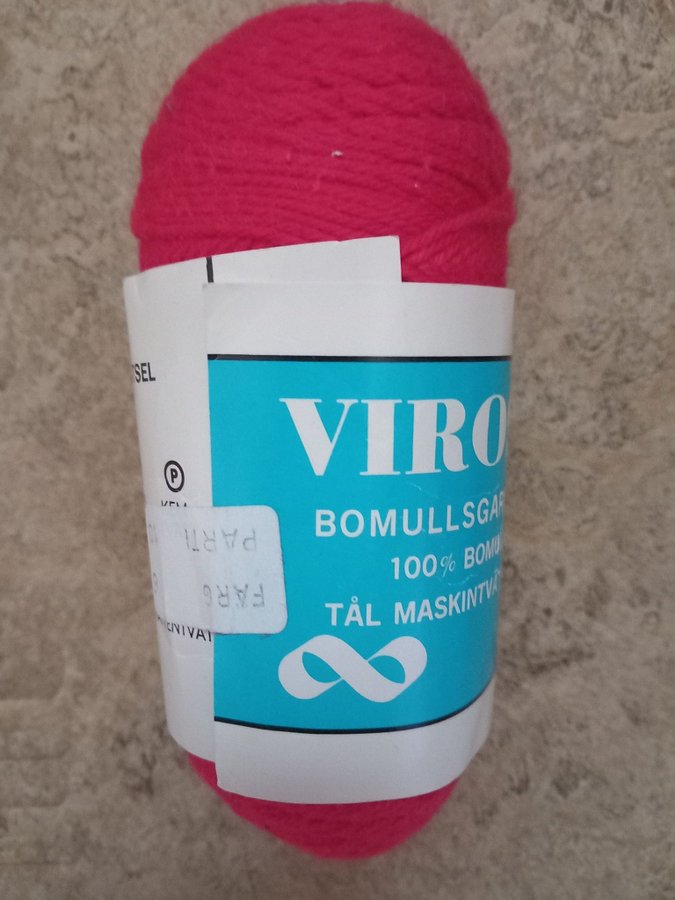 SEL
P
FÄRG
PARTI
VIRO
BOMULLSGAR
100% BOMU
TÅL MASKINTVÄ